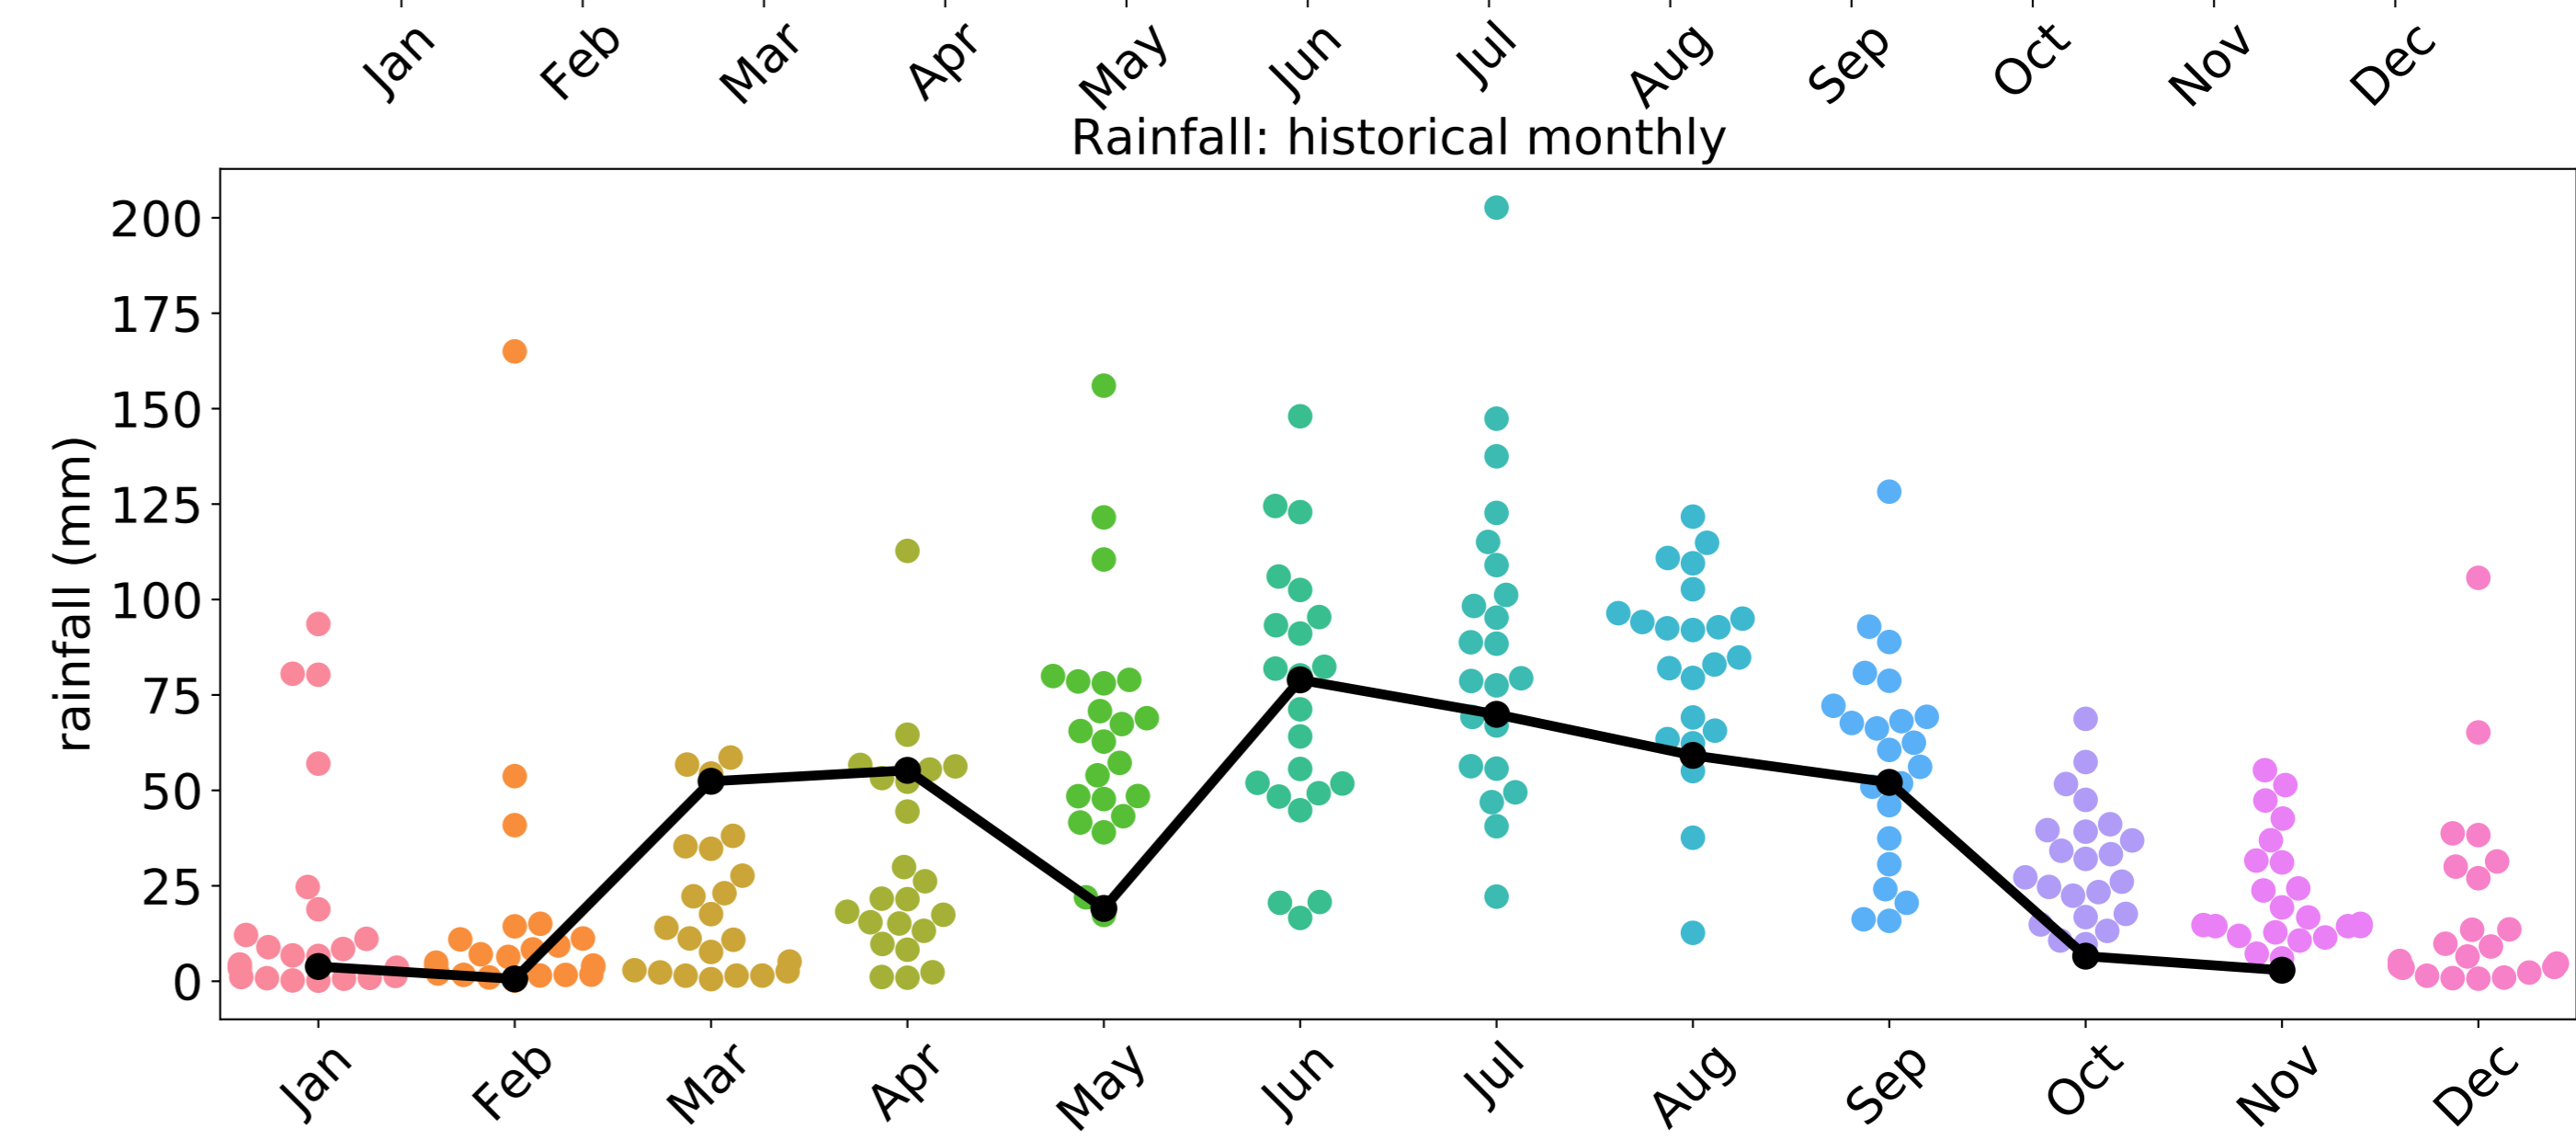 Jan Feb Mar Apr May Jun Jul Aug Sep Oct Nov Dec
Rainfall: historical monthly
200
175
150
125
100
75
50
25
0
rainfall (mm)
Jan Feb Mar Apr May Jun Jul Aug Sep Oct Nov Dec